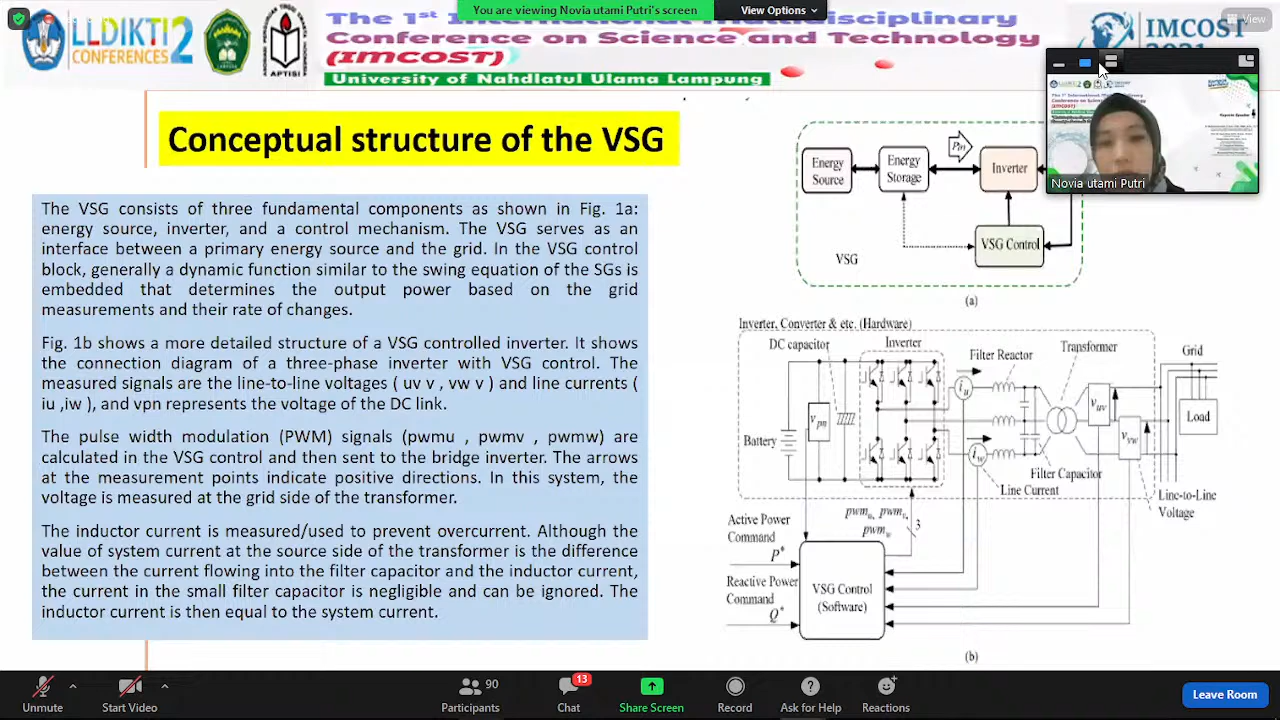 You are viewing Novia utami Putri's screen
View Options
View
LLDIKTI 2
CONFERENCES
APTISI
The 1st International Multidisciplinary
Conference on Science and Technology
(IMCOST)
University of Nahdlatul Ulama Lampung
IMCOST
2021
Novia utami Putri
Conceptual structure of the VSG
The VSG consists of three fundamental components as shown in Fig. 1a:
energy source, inverter, and a control mechanism. The VSG serves as an
interface between a primary energy source and the grid. In the VSG control
block, generally a dynamic function similar to the swing equation of the SGs is
embedded that determines the output power based on the grid
measurements and their rate of changes.
Fig. 1b shows a more detailed structure of a VSG controlled inverter. It shows
the connection diagram of a three-phase inverter with VSG control. The
measured signals are the line-to-line voltages ( uv v , vw v ) and line currents (
iu ,iw ), and vpn represents the voltage of the DC link.
The pulse width modulation (PWM) signals (pwmu , pwmv , pwmw) are
calculated in the VSG control and then sent to the bridge inverter. The arrows
at the measurement points indicate positive directions. In this system, the
voltage is measured at the grid side of the transformer.
The inductor current is measured/used to prevent overcurrent. Although the
value of system current at the source side of the transformer is the difference
between the current flowing into the filter capacitor and the inductor current,
the current in the small filter capacitor is negligible and can be ignored. The
inductor current is then equal to the system current.
Energy
Source
Energy
Storage
Pin
Inverter
VSG Control
VSG
(a)
Inverter, Converter & etc. (Hardware)
DC capacitor
Inverter
Filter Reactor
Transformer
Grid
iu
vpn
vuv
Load
Battery
vvw
iw
Filter Capacitor
Line Current
Line-to-Line
Voltage
pwmu, pwmv,
pwmw
3
Active Power
Command
P*
Reactive Power
Command
Q*
VSG Control
(Software)
(b)
Unmute
Start Video
90
Participants
13
Chat
Share Screen
Record
Ask for Help
Reactions
Leave Room